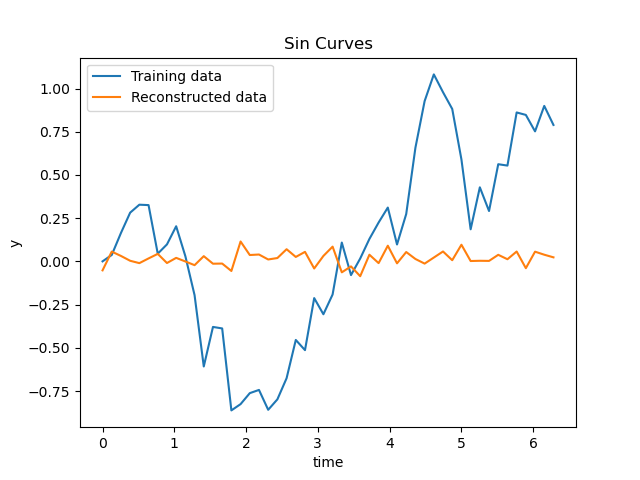 Sin Curves
Training data
Reconstructed data
1.00
0.75
0.50
0.25
0.00
−0.25
−0.50
−0.75
y
0 1 2 3 4 5 6
time